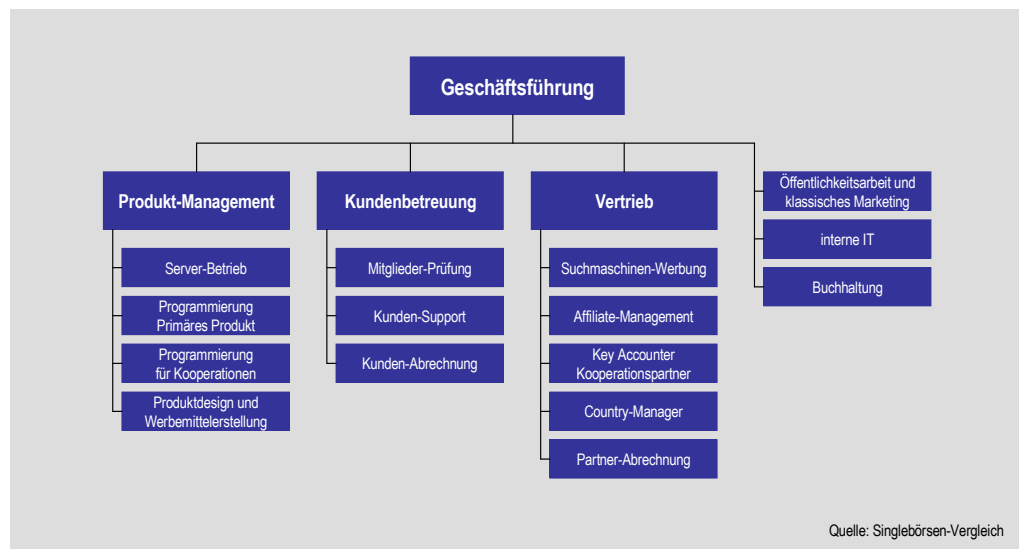 Geschäftsführung
Produkt-Management
Server-Betrieb
Programmierung
Primäres Produkt
Programmierung
für Kooperationen
Produktdesign und
Werbemittelerstellung
Kundenbetreuung
Mitglieder-Prüfung
Kunden-Support
Kunden-Abrechnung
Vertrieb
Suchmaschinen-Werbung
Affiliate-Management
Key Accounter
Kooperationspartner
Country-Manager
Partner-Abrechnung
Öffentlichkeitsarbeit und
klassisches Marketing
interne IT
Buchhaltung
Quelle: Singlebörsen-Vergleich